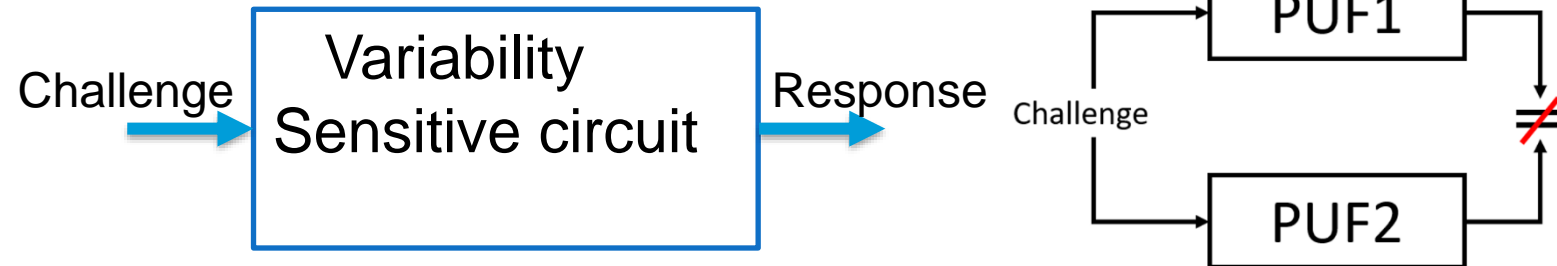 Challenge
Variability
Sensitive circuit
Response
PUF1
Challenge
PUF2